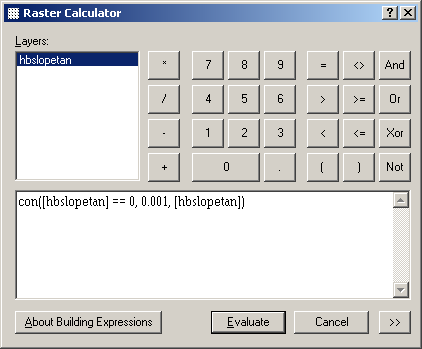 Raster Calculator
Layers:
hbslopetan
* 7 8 9 = <> And
/ 4 5 6 > >= Or
- 1 2 3 < <= Xor
+ 0 . ( ) Not
con([hbslopetan] == 0, 0.001, [hbslopetan])
About Building Expressions Evaluate Cancel >>